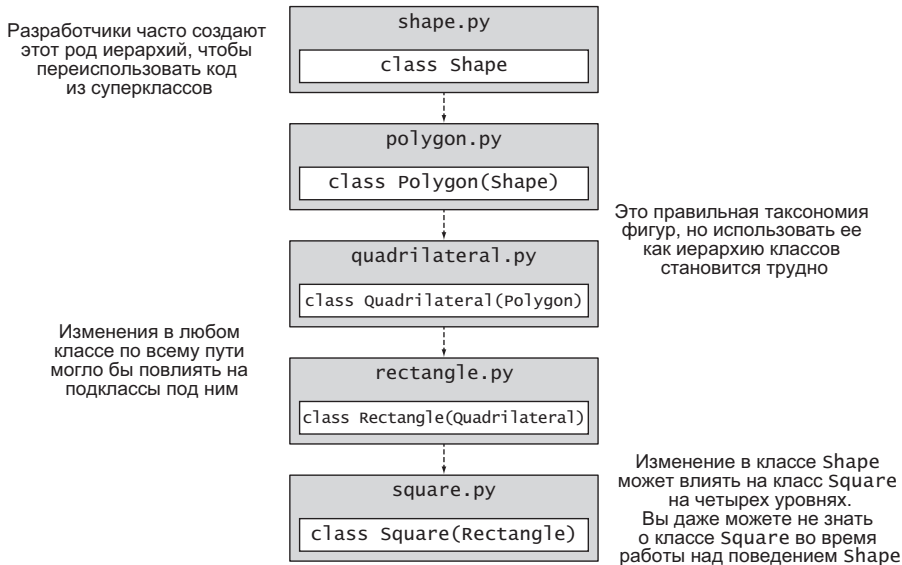 Разработчики часто создают
этот род иерархий, чтобы
переиспользовать код
из суперклассов
shape.py
class Shape
polygon.py
class Polygon(Shape)
Это правильная таксономия
фигур, но использовать ее
как иерархию классов
становится трудно
quadrilateral.py
class Quadrilateral(Polygon)
Изменения в любом
классе по всему пути
могло бы повлиять на
подклассы под ним
rectangle.py
class Rectangle(Quadrilateral)
square.py
class Square(Rectangle)
Изменение в классе Shape
может влиять на класс Square
на четырех уровнях.
Вы даже можете не знать
о классе Square во время
работы над поведением Shape